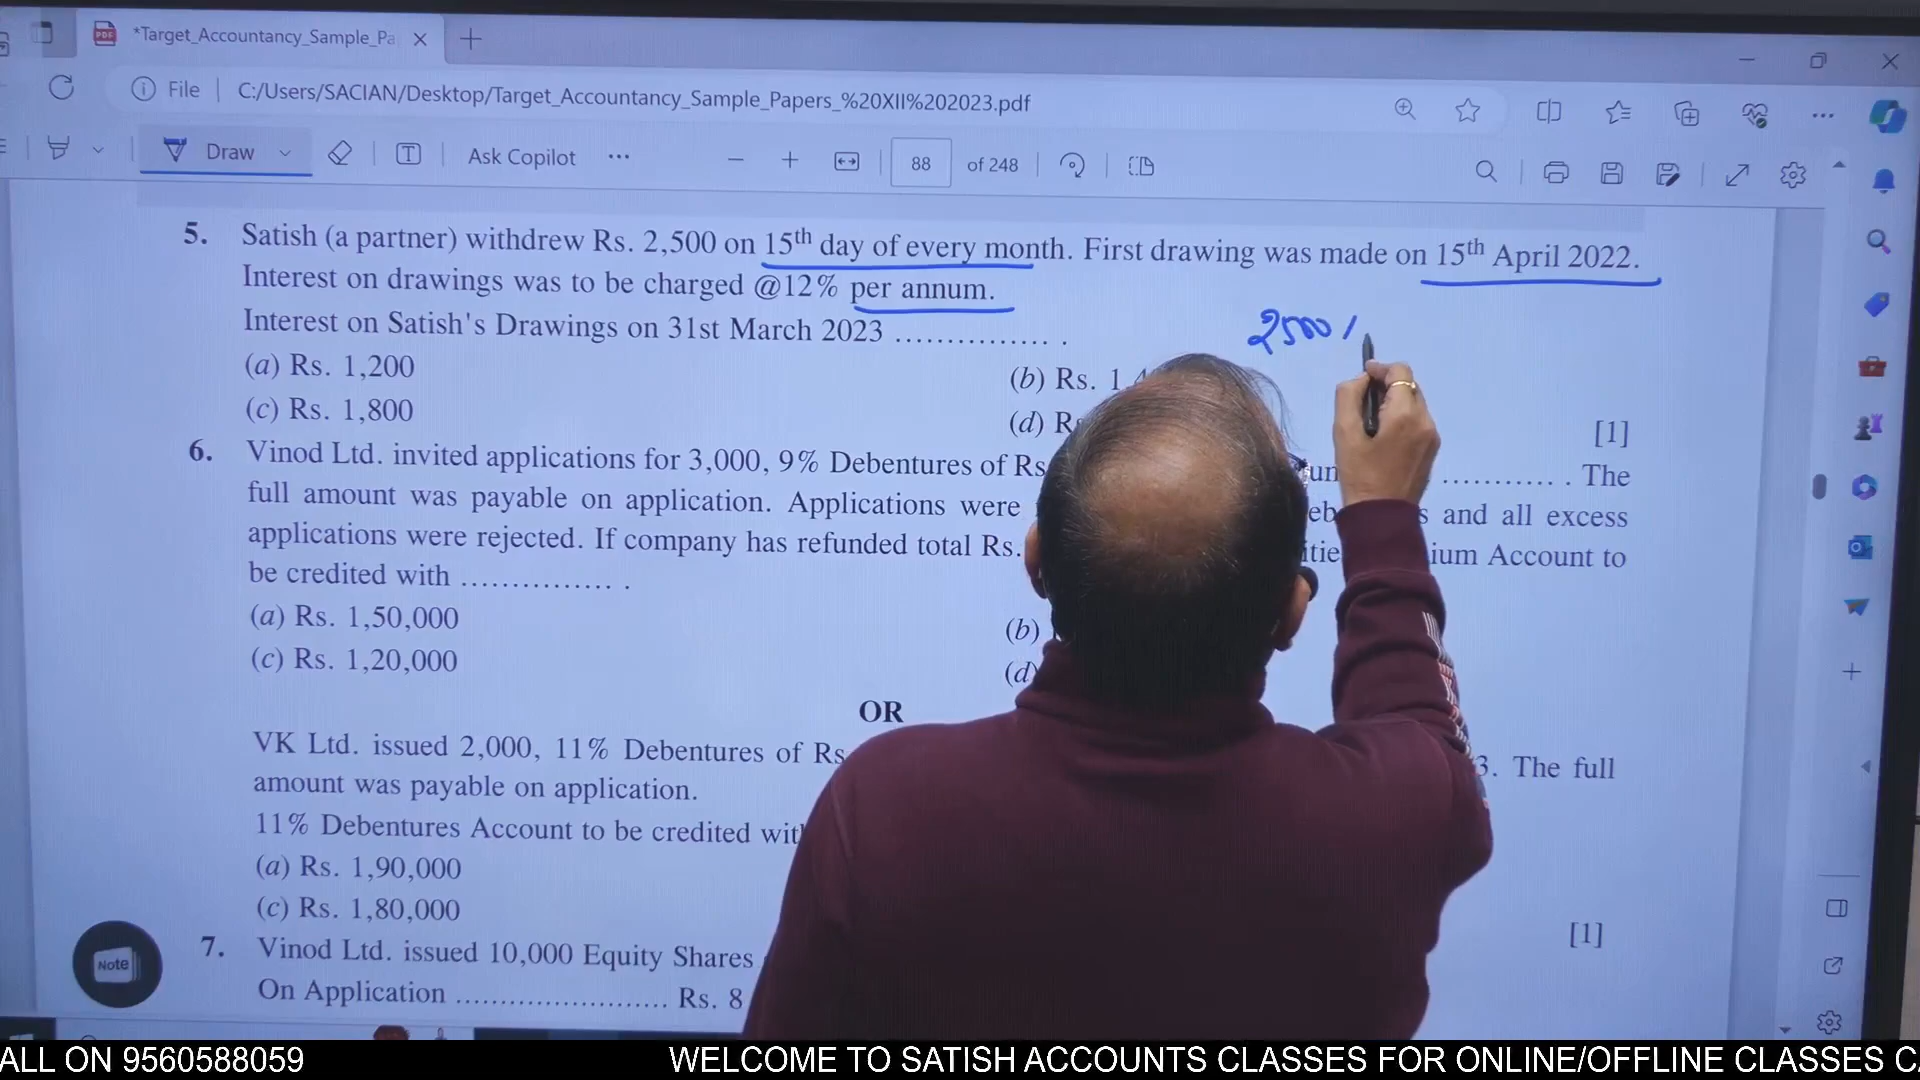 *Target_Accountancy_Sample_Pa
File C:/Users/SACIAN/Desktop/Target_Accountancy_Sample_Papers_%20XII%202023.pdf
Draw Ask Copilot 88 of 248
5. Satish (a partner) withdrew Rs. 2,500 on 15th day of every month. First drawing was made on 15th April 2022.
Interest on drawings was to be charged @12% per annum.
Interest on Satish's Drawings on 31st March 2023 ............... .
2500
(a) Rs. 1,200 (b) Rs. 1,4
(c) Rs. 1,800 (d) [1]
6. Vinod Ltd. invited applications for 3,000, 9% Debentures of Rs ........... . The
full amount was payable on application. Applications were and all excess
applications were rejected. If company has refunded total Rs. ium Account to
be credited with ............... .
(a) Rs. 1,50,000 (b)
(c) Rs. 1,20,000 (d)
OR
VK Ltd. issued 2,000, 11% Debentures of Rs 3. The full
amount was payable on application.
11% Debentures Account to be credited wit
(a) Rs. 1,90,000
(c) Rs. 1,80,000 [1]
7. Vinod Ltd. issued 10,000 Equity Shares
On Application ........................ Rs. 8
Note
ALL ON 9560588059 WELCOME TO SATISH ACCOUNTS CLASSES FOR ONLINE/OFFLINE CLASSES C